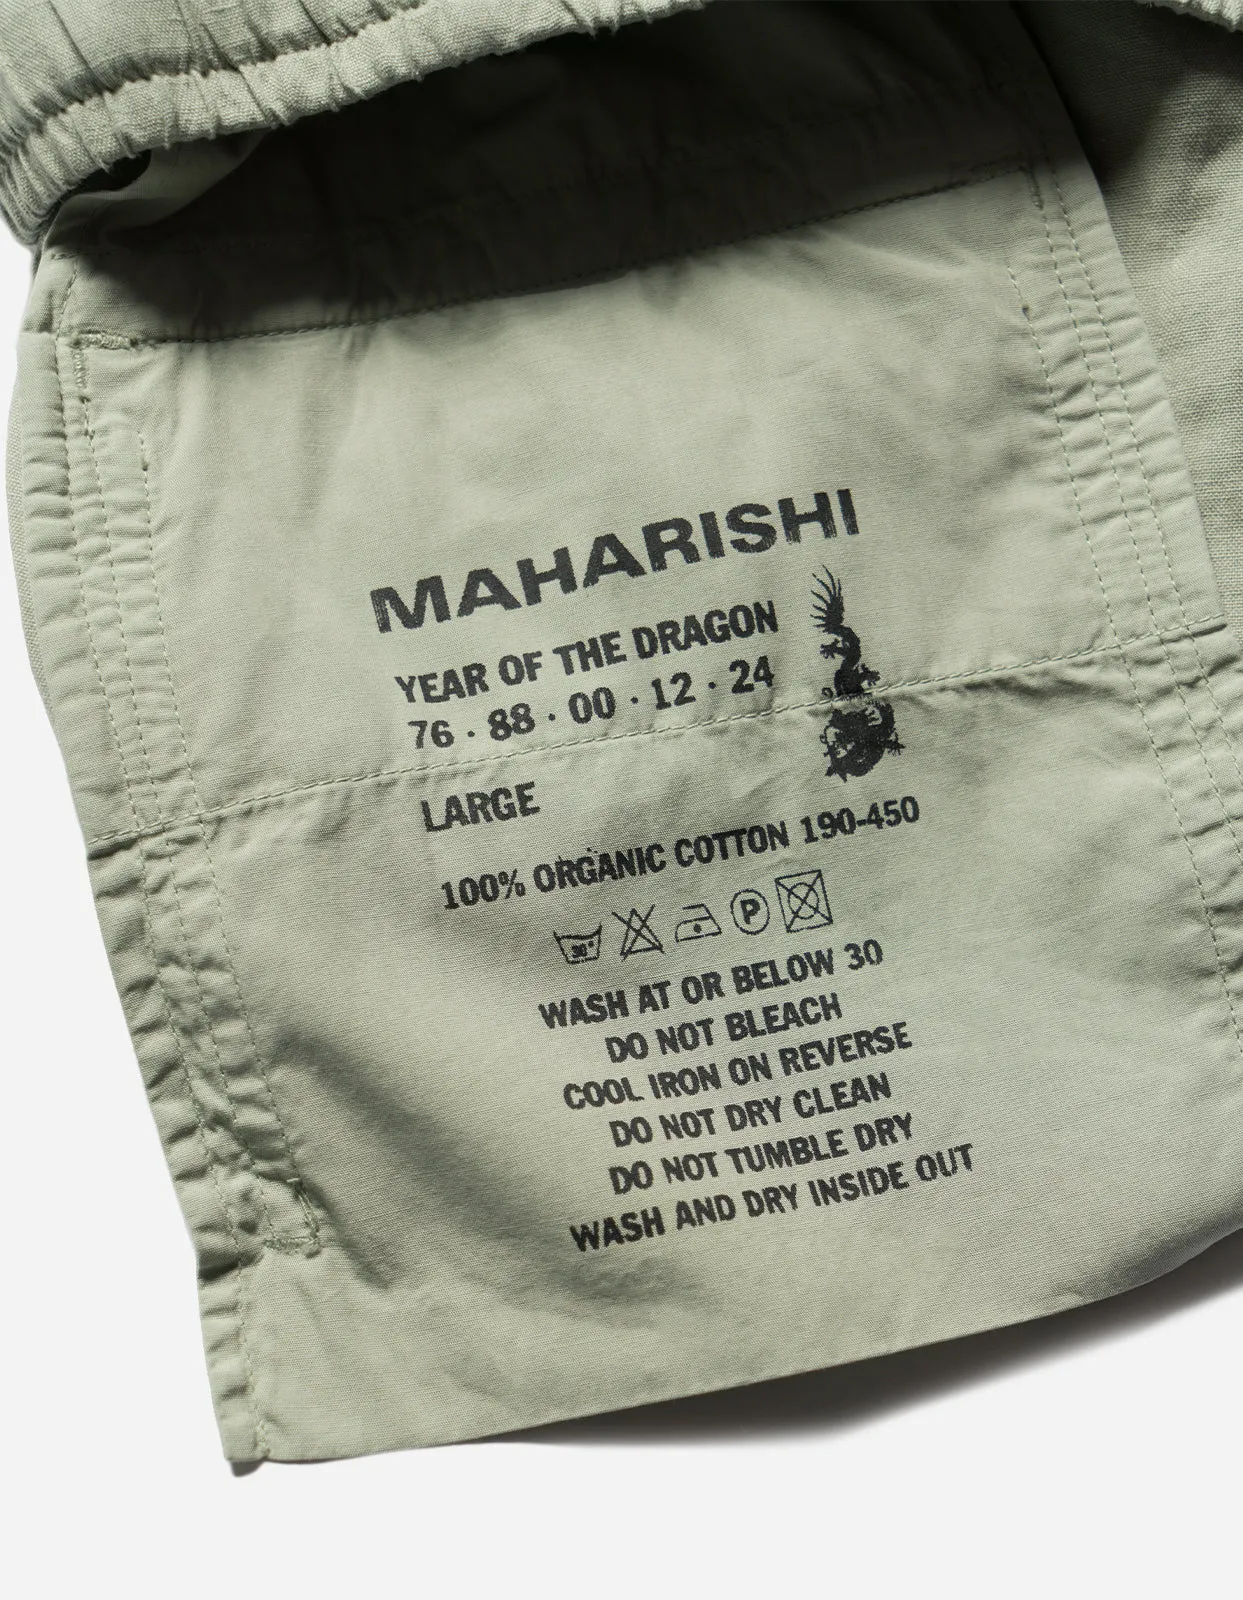 MAHARISHI
YEAR OF THE DRAGON
76 · 88 · 00 · 12 · 24
LARGE
100% ORGANIC COTTON 190-450
30° P
WASH AT OR BELOW 30
DO NOT BLEACH
COOL IRON ON REVERSE
DO NOT DRY CLEAN
DO NOT TUMBLE DRY
WASH AND DRY INSIDE OUT